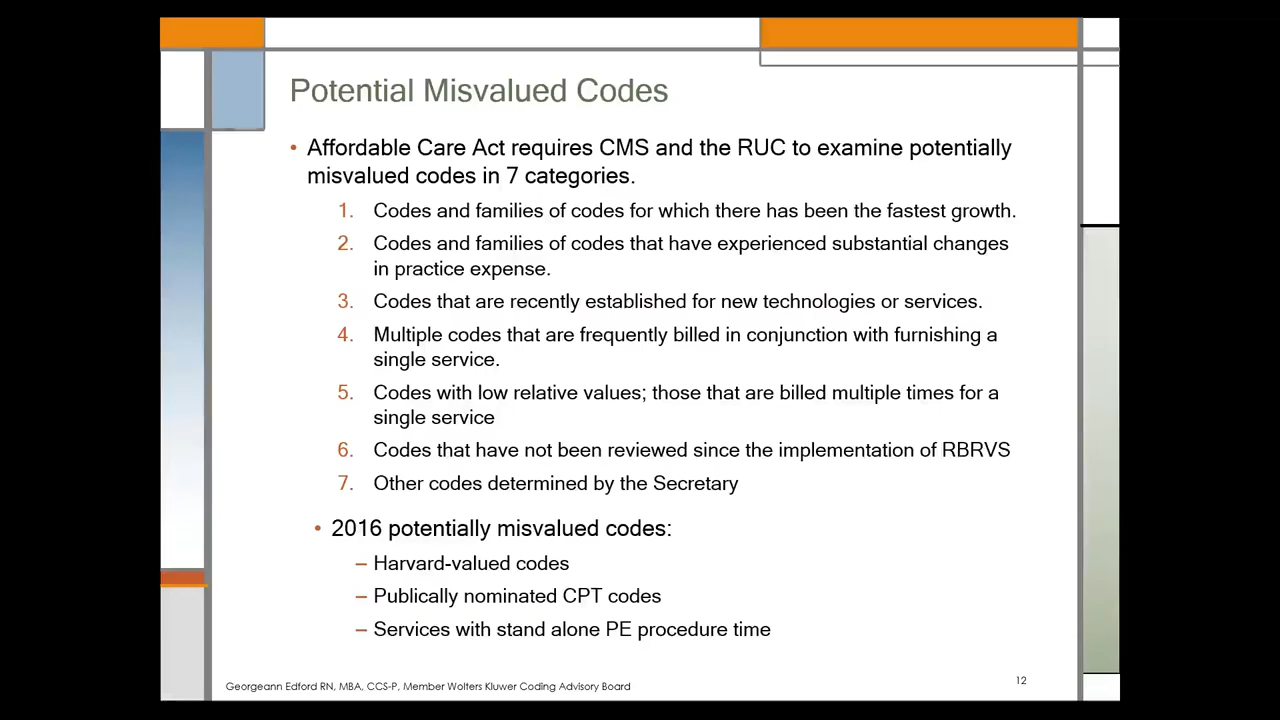 Potential Misvalued Codes
• Affordable Care Act requires CMS and the RUC to examine potentially
misvalued codes in 7 categories.
1. Codes and families of codes for which there has been the fastest growth.
2. Codes and families of codes that have experienced substantial changes
in practice expense.
3. Codes that are recently established for new technologies or services.
4. Multiple codes that are frequently billed in conjunction with furnishing a
single service.
5. Codes with low relative values; those that are billed multiple times for a
single service
6. Codes that have not been reviewed since the implementation of RBRVS
7. Other codes determined by the Secretary
• 2016 potentially misvalued codes:
– Harvard-valued codes
– Publically nominated CPT codes
– Services with stand alone PE procedure time
Georgeann Edford RN, MBA, CCS-P, Member Wolters Kluwer Coding Advisory Board
12